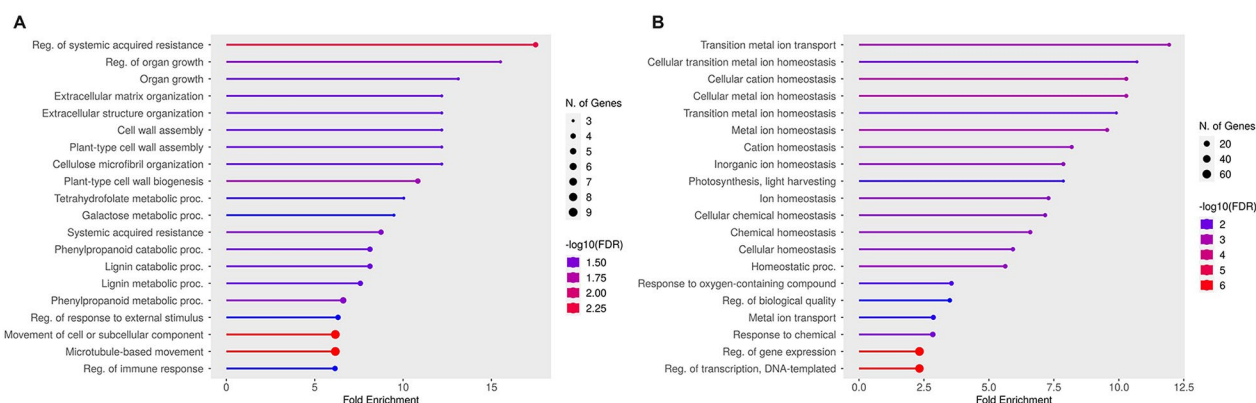 A
Reg. of systemic acquired resistance
Reg. of organ growth
Organ growth
Extracellular matrix organization
Extracellular structure organization
Cell wall assembly
Plant-type cell wall assembly
Cellulose microfibril organization
Plant-type cell wall biogenesis
Tetrahydrofolate metabolic proc.
Galactose metabolic proc.
Systemic acquired resistance
Phenylpropanoid catabolic proc.
Lignin catabolic proc.
Lignin metabolic proc.
Phenylpropanoid metabolic proc.
Reg. of response to external stimulus
Movement of cell or subcellular component
Microtubule-based movement
Reg. of immune response
0 5 10 15
Fold Enrichment
N. of Genes
3
4
5
6
7
8
9
-log10(FDR)
1.50
1.75
2.00
2.25
B
Transition metal ion transport
Cellular transition metal ion homeostasis
Cellular cation homeostasis
Cellular metal ion homeostasis
Transition metal ion homeostasis
Metal ion homeostasis
Cation homeostasis
Inorganic ion homeostasis
Photosynthesis, light harvesting
Ion homeostasis
Cellular chemical homeostasis
Chemical homeostasis
Cellular homeostasis
Homeostatic proc.
Response to oxygen-containing compound
Reg. of biological quality
Metal ion transport
Response to chemical
Reg. of gene expression
Reg. of transcription, DNA-templated
0.0 2.5 5.0 7.5 10.0 12.5
Fold Enrichment
N. of Genes
20
40
60
-log10(FDR)
2
3
4
5
6